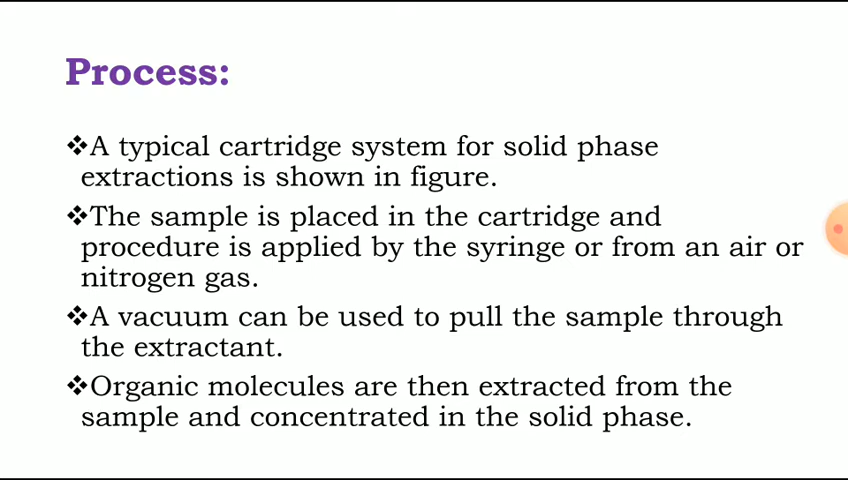 Process:
❖A typical cartridge system for solid phase
extractions is shown in figure.
❖The sample is placed in the cartridge and
procedure is applied by the syringe or from an air or
nitrogen gas.
❖A vacuum can be used to pull the sample through
the extractant.
❖Organic molecules are then extracted from the
sample and concentrated in the solid phase.